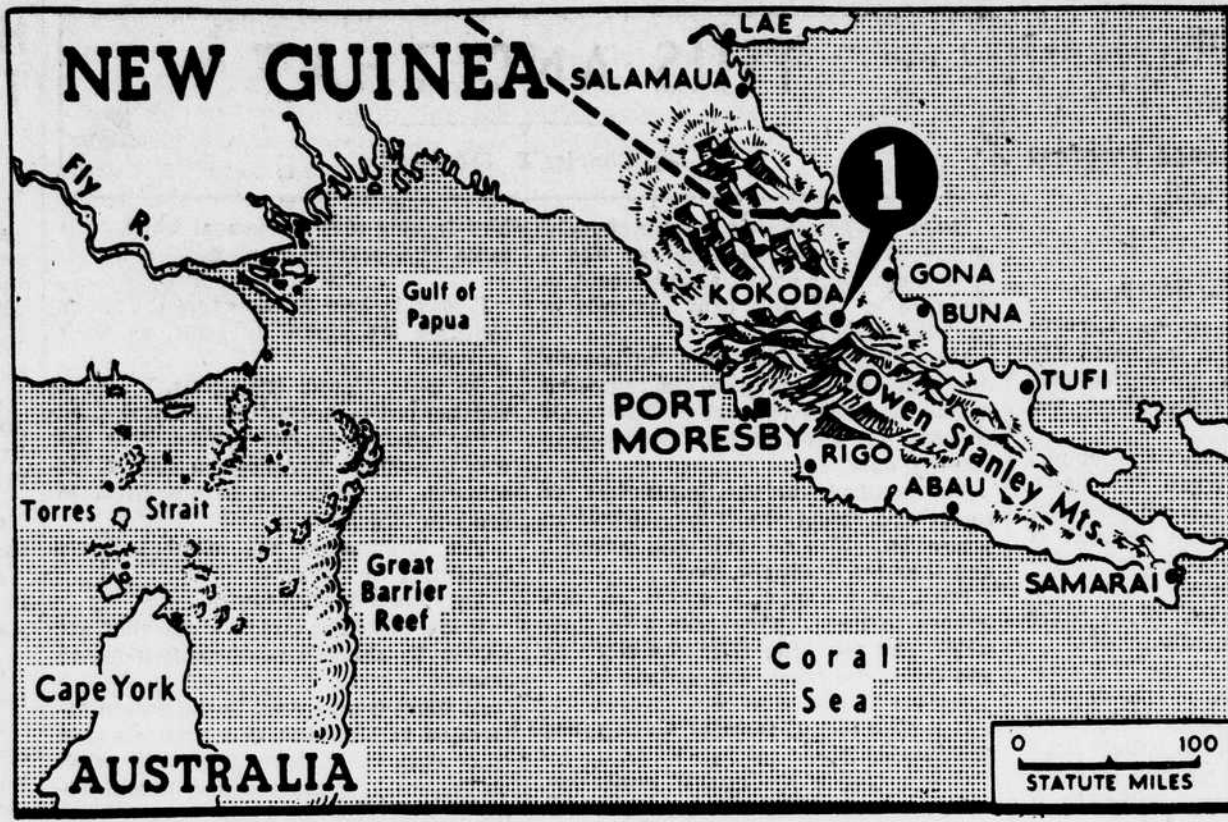 LAE
NEW GUINEA
SALAMAUA
1
Fly
R.
GONA
Gulf of
Papua
KOKODA
BUNA
TUFI
PORT
MORESBY
Owen Stanley Mts.
RIGO
ABAU
Torres Strait
Great
Barrier
Reef
SAMARAI
Coral
Sea
Cape York
AUSTRALIA
0 100
STATUTE MILES